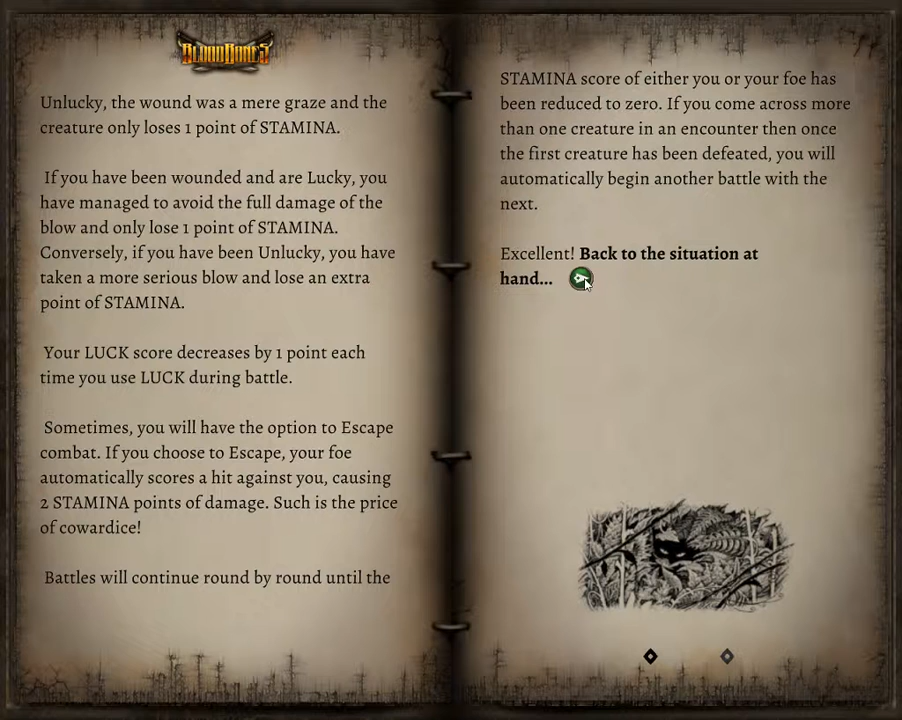 BLOODBONES
Unlucky, the wound was a mere graze and the
creature only loses 1 point of STAMINA.
If you have been wounded and are Lucky, you
have managed to avoid the full damage of the
blow and only lose 1 point of STAMINA.
Conversely, if you have been Unlucky, you have
taken a more serious blow and lose an extra
point of STAMINA.
Your LUCK score decreases by 1 point each
time you use LUCK during battle.
Sometimes, you will have the option to Escape
combat. If you choose to Escape, your foe
automatically scores a hit against you, causing
2 STAMINA points of damage. Such is the price
of cowardice!
Battles will continue round by round until the
STAMINA score of either you or your foe has
been reduced to zero. If you come across more
than one creature in an encounter then once
the first creature has been defeated, you will
automatically begin another battle with the
next.
Excellent! Back to the situation at
hand...